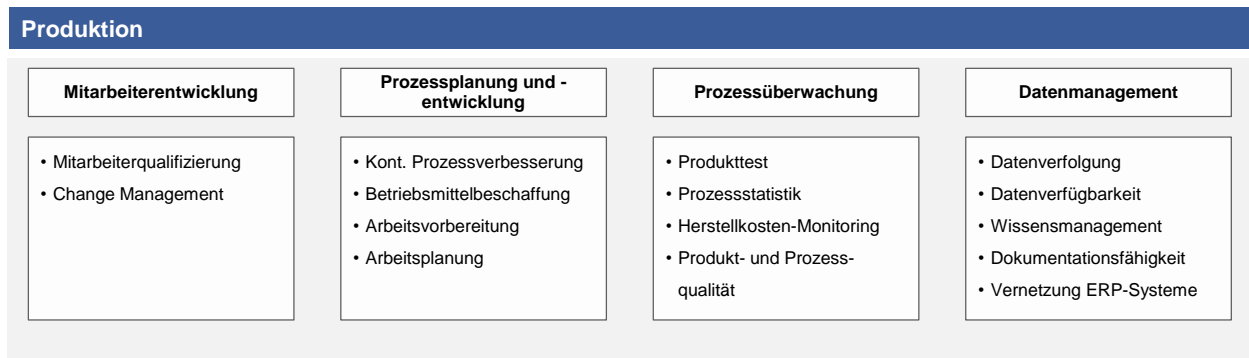 Produktion
Mitarbeiterentwicklung
• Mitarbeiterqualifizierung
• Change Management
Prozessplanung und -
entwicklung
• Kont. Prozessverbesserung
• Betriebsmittelbeschaffung
• Arbeitsvorbereitung
• Arbeitsplanung
Prozessüberwachung
• Produkttest
• Prozessstatistik
• Herstellkosten-Monitoring
• Produkt- und Prozess-
qualität
Datenmanagement
• Datenverfolgung
• Datenverfügbarkeit
• Wissensmanagement
• Dokumentationsfähigkeit
• Vernetzung ERP-Systeme